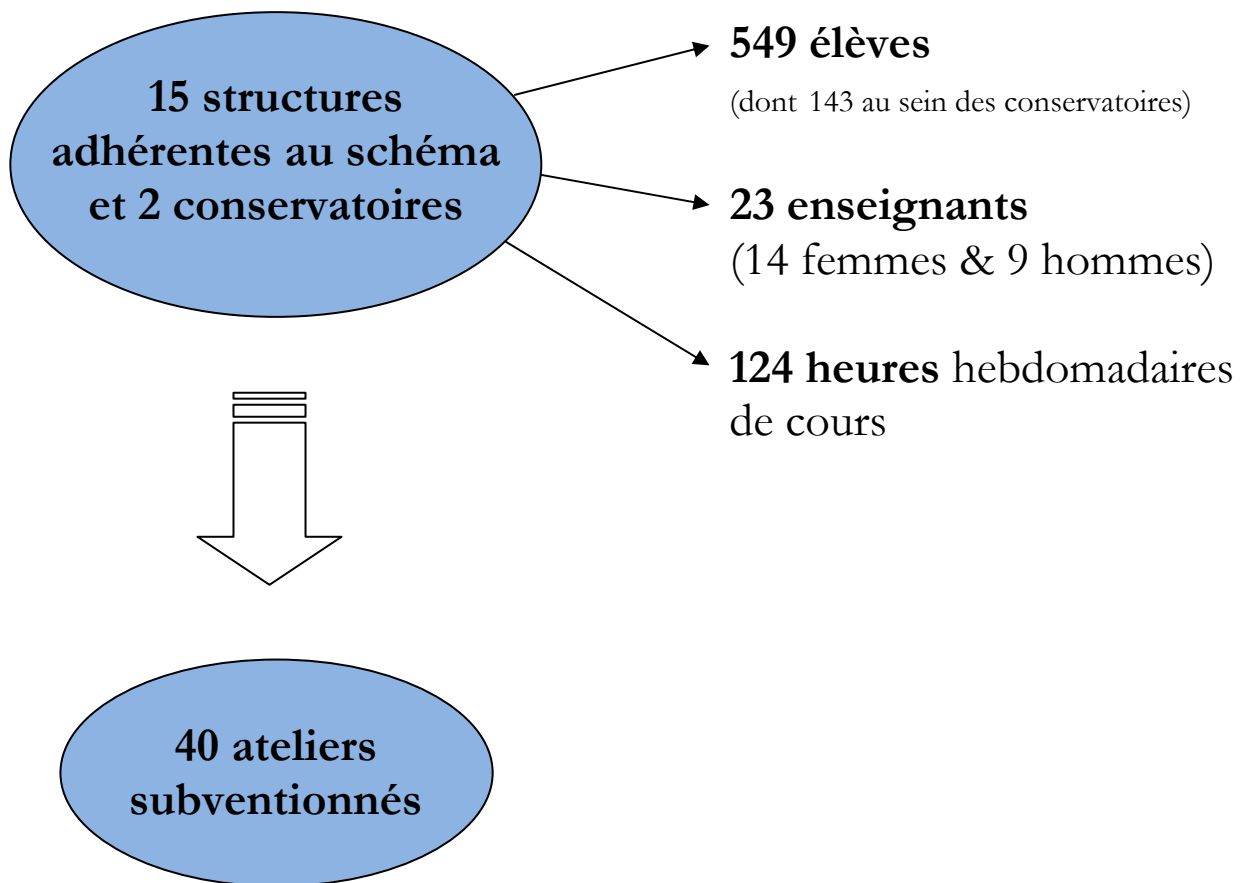 15 structures
adhérentes au schéma
et 2 conservatoires
549 élèves
(dont 143 au sein des conservatoires)
23 enseignants
(14 femmes & 9 hommes)
124 heures hebdomadaires
de cours
40 ateliers
subventionnés